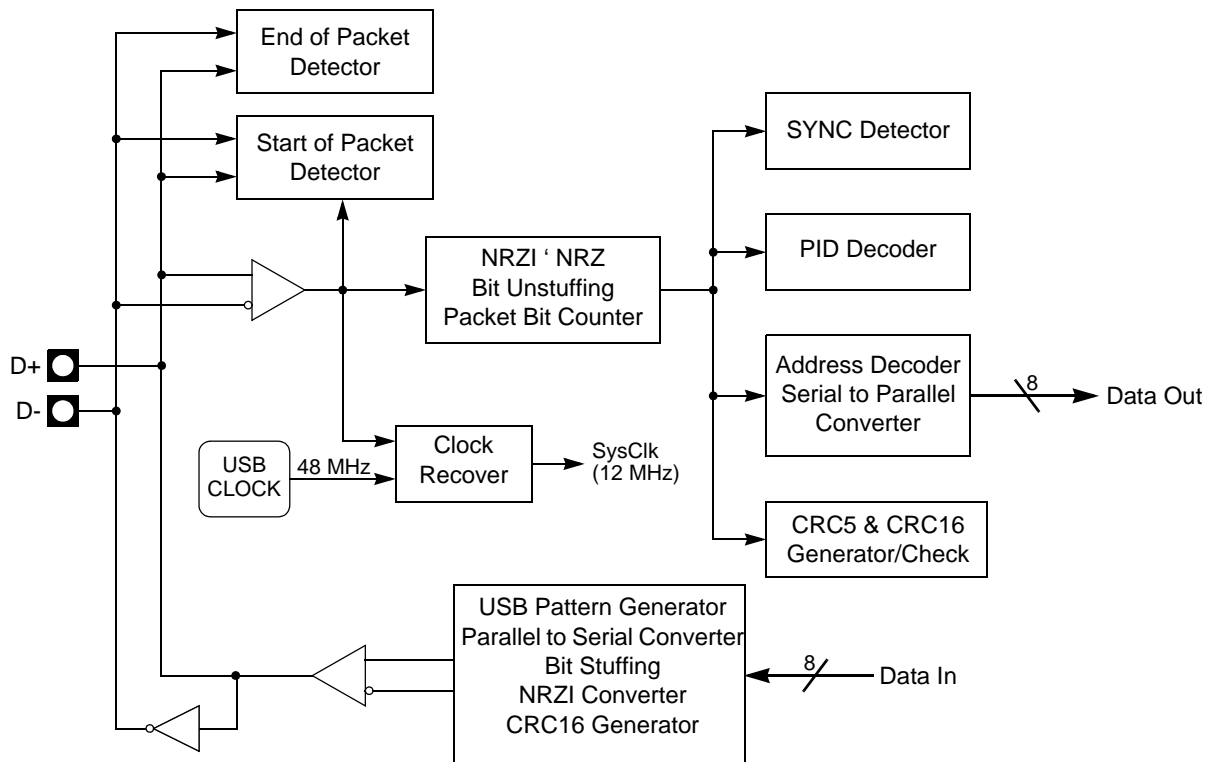 End of Packet
Detector
Start of Packet
Detector
SYNC Detector
PID Decoder
NRZI ‘ NRZ
Bit Unstuffing
Packet Bit Counter
D+
D-
Address Decoder
Serial to Parallel
Converter
8
Data Out
USB
CLOCK
48 MHz
Clock
Recover
SysClk
(12 MHz)
CRC5 & CRC16
Generator/Check
USB Pattern Generator
Parallel to Serial Converter
Bit Stuffing
NRZI Converter
CRC16 Generator
8
Data In